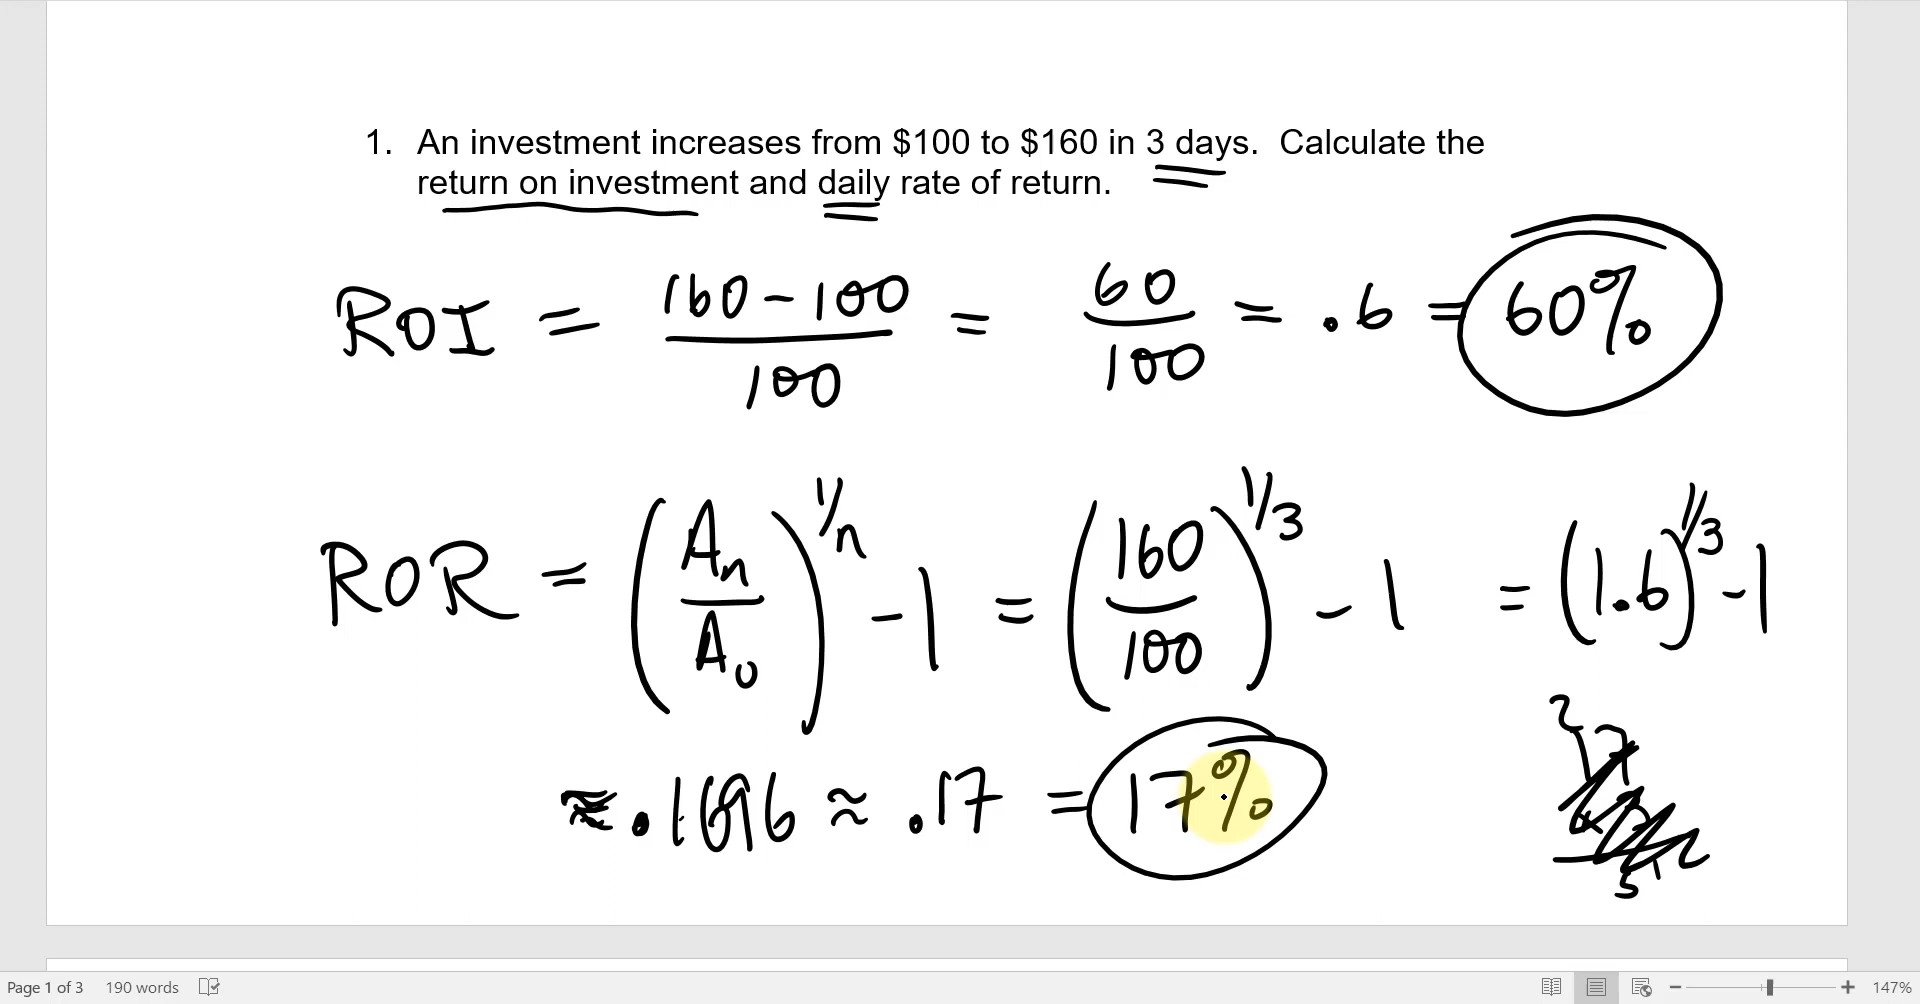 1. An investment increases from $100 to $160 in 3 days. Calculate the
return on investment and daily rate of return.
ROI = 160-100/100 = 60/100 = .6 = 60%
ROR = (An/A0)^1/n - 1 = (160/100)^1/3 - 1 = (1.6)^1/3 - 1
≈ .1696 ≈ .17 = 17%
Page 1 of 3 190 words 147%